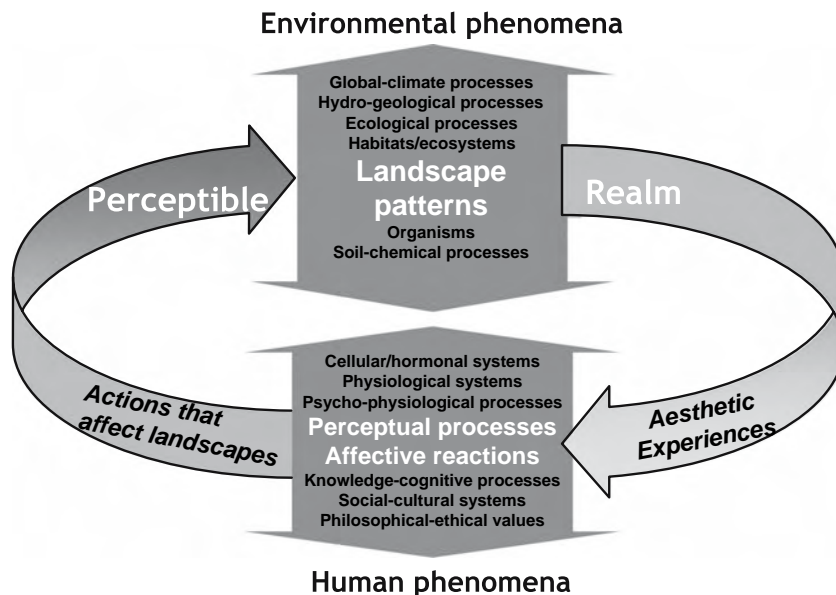 Environmental phenomena
Global-climate processes
Hydro-geological processes
Ecological processes
Habitats/ecosystems
Landscape
patterns
Organisms
Soil-chemical processes
Perceptible
Realm
Cellular/hormonal systems
Physiological systems
Psycho-physiological processes
Perceptual processes
Affective reactions
Knowledge-cognitive processes
Social-cultural systems
Philosophical-ethical values
Actions that
affect landscapes
Aesthetic
Experiences
Human phenomena